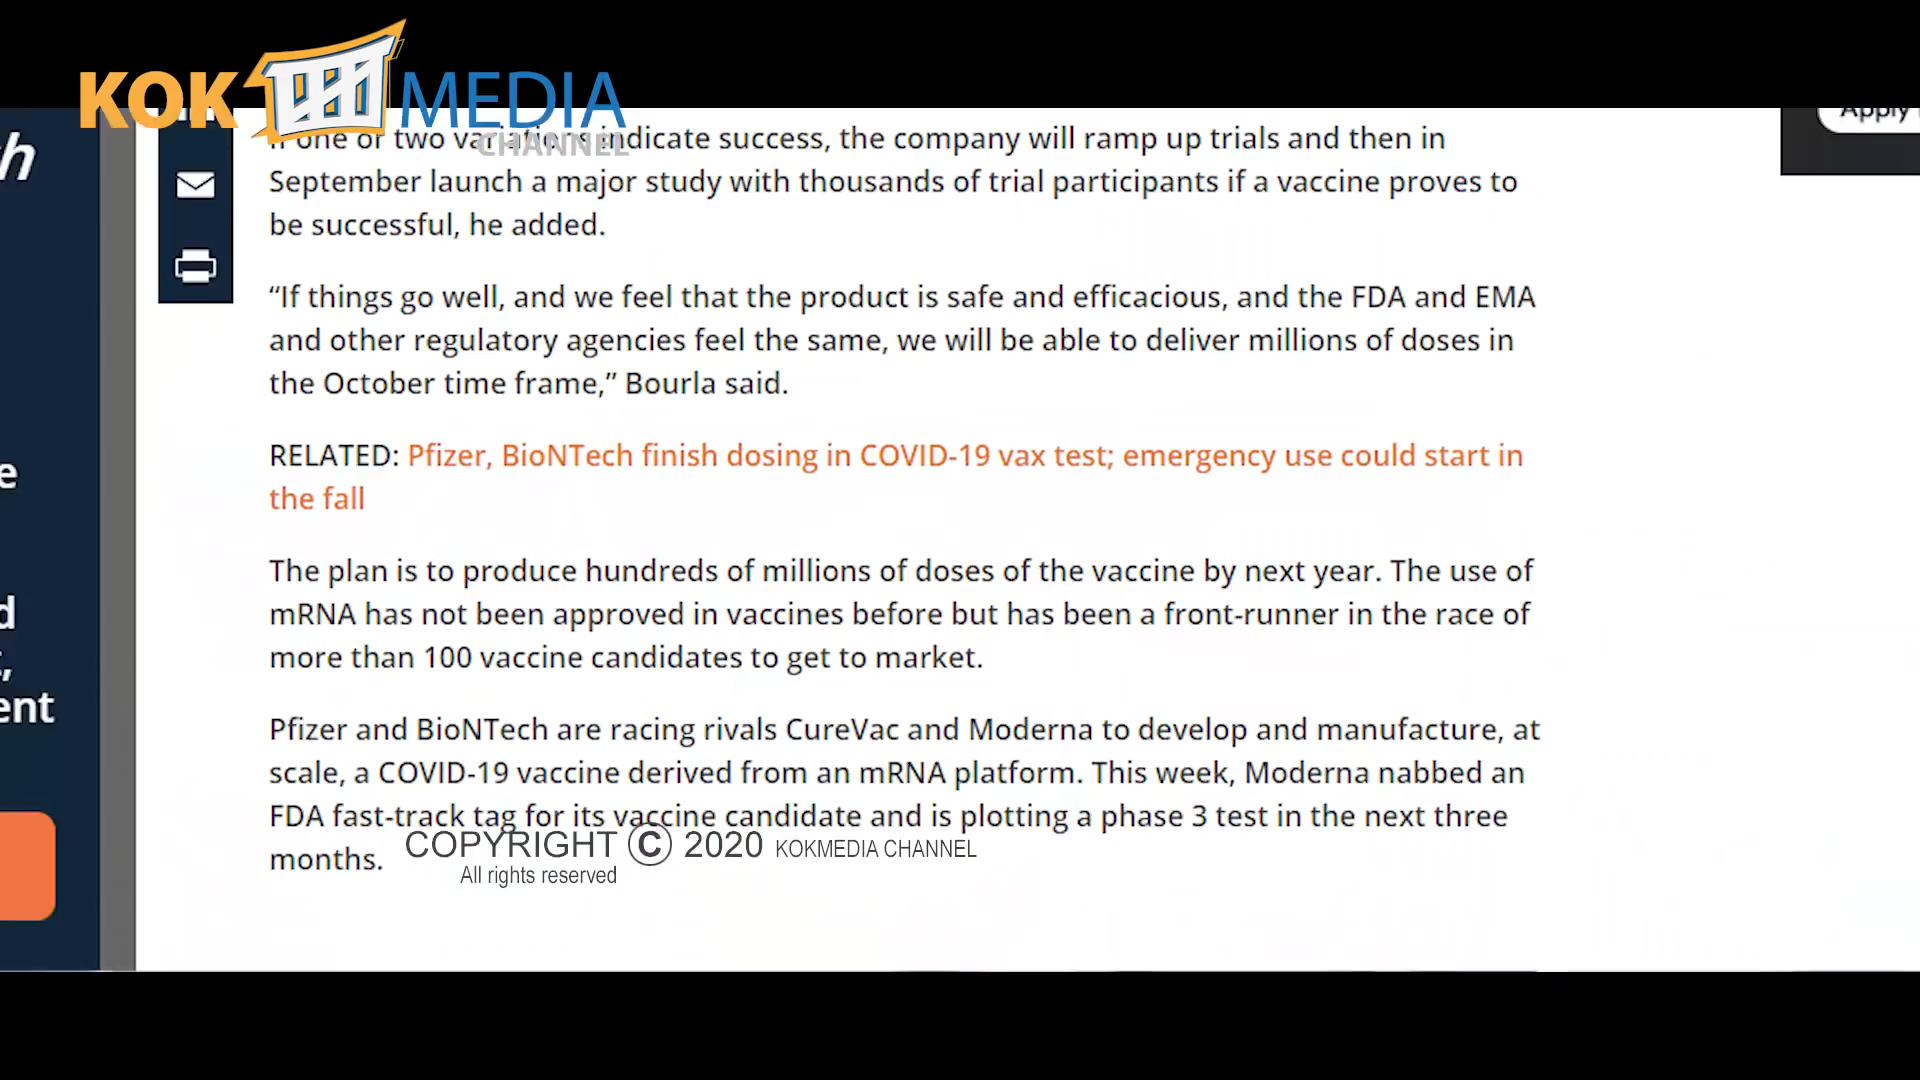 KOK MEDIA
CHANNEL
Apply
If one or two variations indicate success, the company will ramp up trials and then in
September launch a major study with thousands of trial participants if a vaccine proves to
be successful, he added.
“If things go well, and we feel that the product is safe and efficacious, and the FDA and EMA
and other regulatory agencies feel the same, we will be able to deliver millions of doses in
the October time frame,” Bourla said.
RELATED: Pfizer, BioNTech finish dosing in COVID-19 vax test; emergency use could start in
the fall
The plan is to produce hundreds of millions of doses of the vaccine by next year. The use of
mRNA has not been approved in vaccines before but has been a front-runner in the race of
more than 100 vaccine candidates to get to market.
Pfizer and BioNTech are racing rivals CureVac and Moderna to develop and manufacture, at
scale, a COVID-19 vaccine derived from an mRNA platform. This week, Moderna nabbed an
FDA fast-track tag for its vaccine candidate and is plotting a phase 3 test in the next three
months.
COPYRIGHT © 2020 KOKMEDIA CHANNEL
All rights reserved